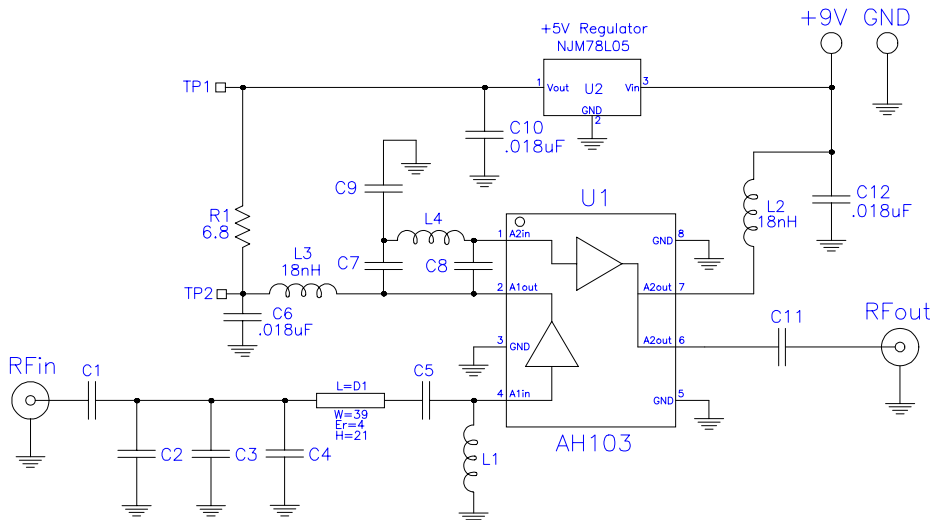 +9V GND
+5V Regulator
NJM78L05
TP1
1 Vout U2 Vin 3
GND
2
C10
.018uF
C9
U1
C12
.018uF
L2
18nH
R1
6.8
L4
1 A2in
GND 8
L3
18nH
C7
C8
TP2
2 A1out
A2out 7
C6
.018uF
C11
RFout
3 GND
A2out 6
RFin
C1
L=D1
W=39
Er=4
H=21
C5
4 A1in
GND 5
AH103
C2
C3
C4
L1